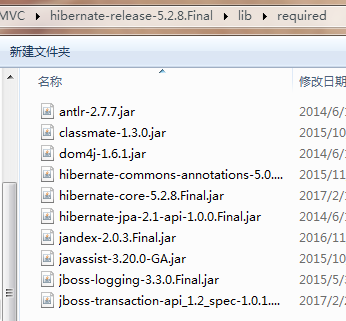 MVC hibernate-release-5.2.8.Final lib required
新建文件夹
名称 修改日期
antlr-2.7.7.jar 2014/6/
classmate-1.3.0.jar 2015/10
dom4j-1.6.1.jar 2014/6/
hibernate-commons-annotations-5.0.... 2015/11
hibernate-core-5.2.8.Final.jar 2017/2/
hibernate-jpa-2.1-api-1.0.0.Final.jar 2014/6/
jandex-2.0.3.Final.jar 2016/11
javassist-3.20.0-GA.jar 2015/10
jboss-logging-3.3.0.Final.jar 2015/5/
jboss-transaction-api_1.2_spec-1.0.1.... 2017/2/